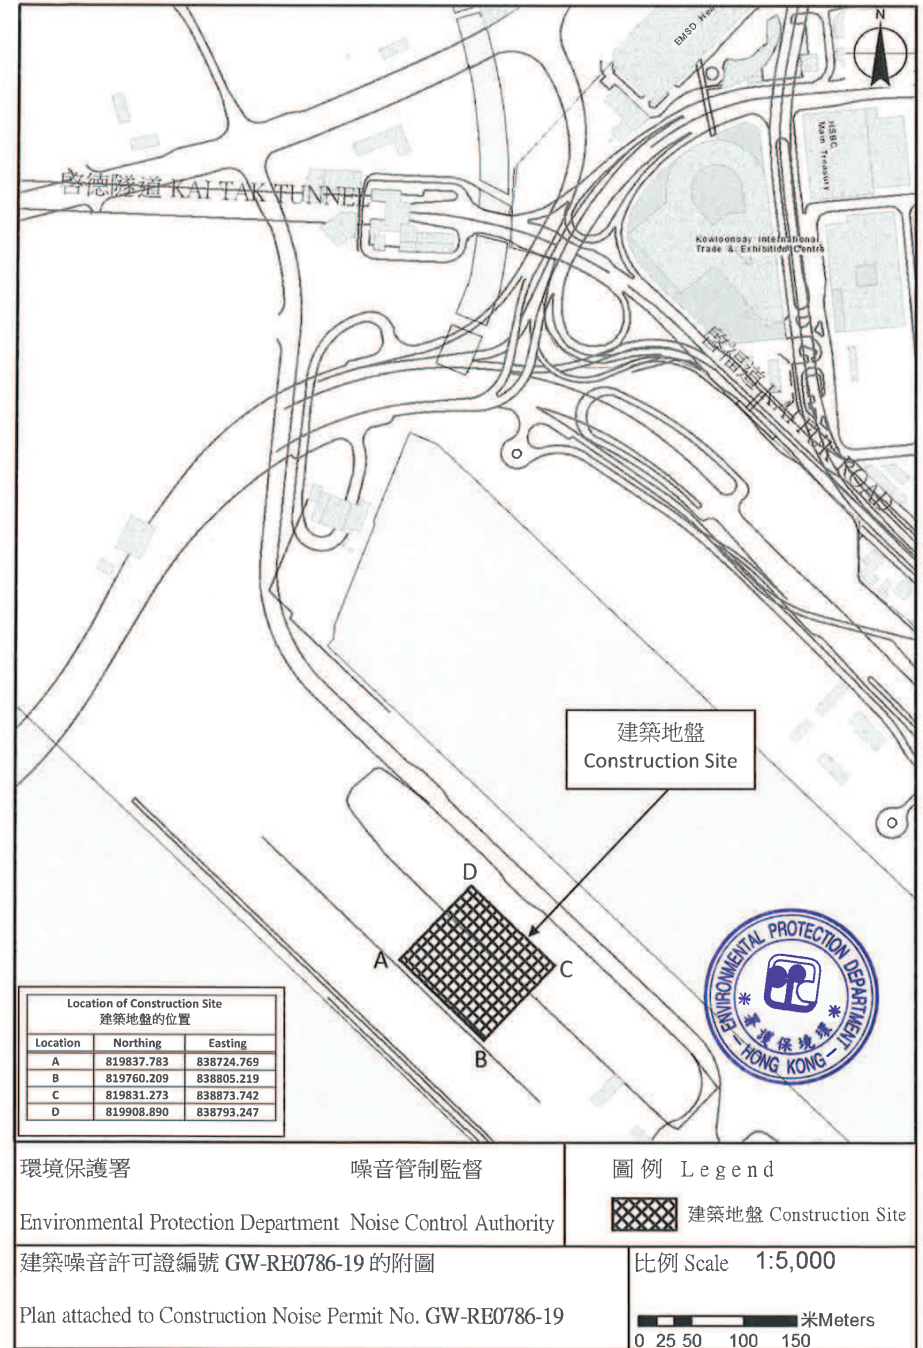 N
EMSD
HSBC
Main Treasury
啓德隧道 KAI TAK TUNNEL
Kowloonbay International
Trade & Exhibition Centre
啓福道 KAI FUK ROAD
建築地盤
Construction Site
D
A
C
B
ENVIRONMENTAL PROTECTION DEPARTMENT
署護保境環
— HONG KONG —
Location of Construction Site
建築地盤的位置
Location Northing Easting
A 819837.783 838724.769
B 819760.209 838805.219
C 819831.273 838873.742
D 819908.890 838793.247
環境保護署 噪音管制監督
Environmental Protection Department Noise Control Authority
圖例 Legend
建築地盤 Construction Site
建築噪音許可證編號 GW-RE0786-19 的附圖
Plan attached to Construction Noise Permit No. GW-RE0786-19
比例 Scale 1:5,000
米Meters
0 25 50 100 150